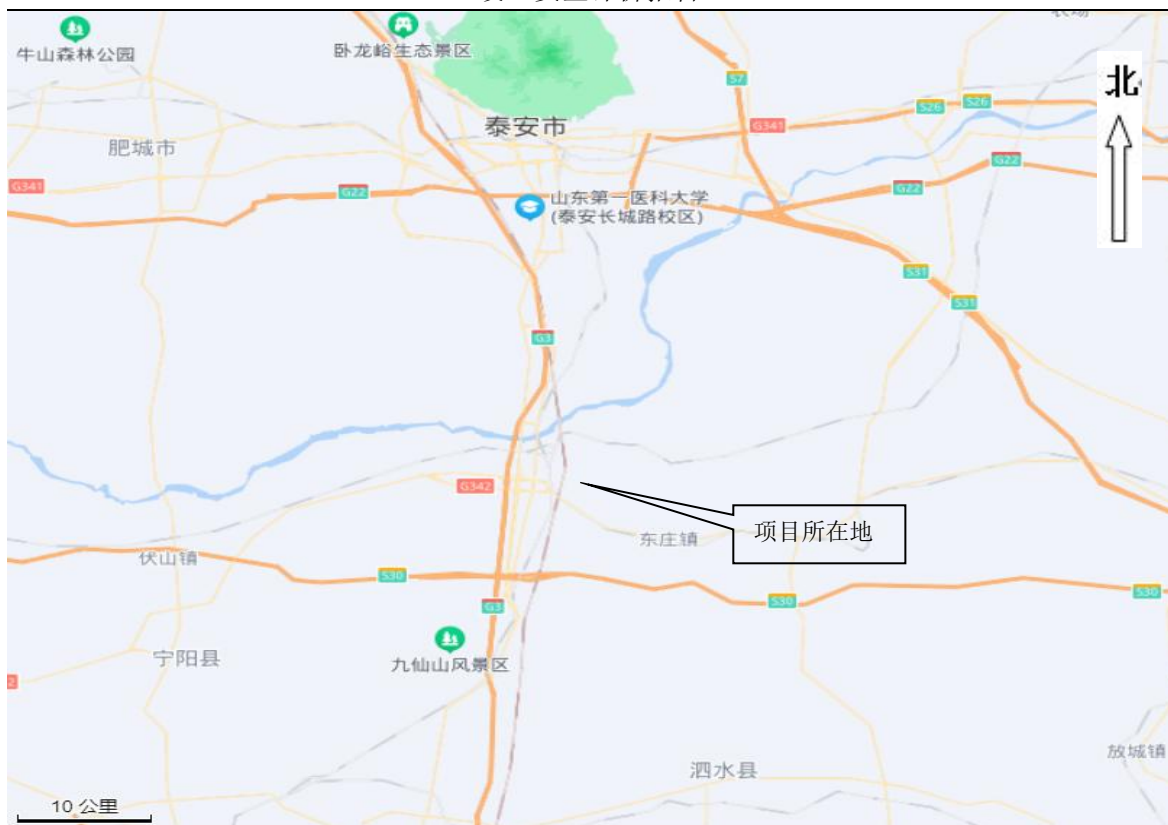 牛山森林公园
卧龙峪生态景区
S7
北
泰安市
G341
S26
S26
肥城市
G341
G22
G22
G22
山东第一医科大学
(泰安长城路校区)
S31
S31
G3
G342
项目所在地
东庄镇
伏山镇
S30
S30
S30
G3
宁阳县
九仙山风景区
2
放城镇
泗水县
10 公里